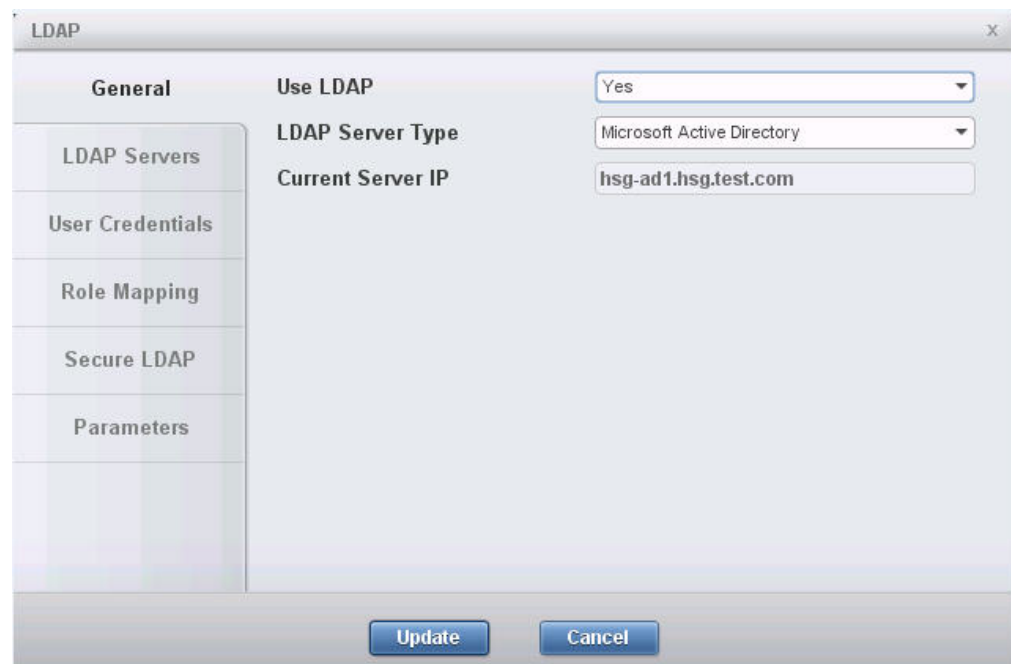 LDAP
x
General
Use LDAP
Yes
LDAP Server Type
Microsoft Active Directory
Current Server IP
hsg-ad1.hsg.test.com
LDAP Servers
User Credentials
Role Mapping
Secure LDAP
Parameters
Update
Cancel